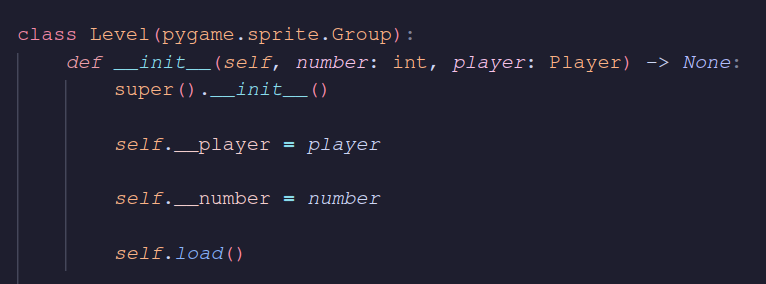 class Level(pygame.sprite.Group):
def __init__(self, number: int, player: Player) -> None:
super().__init__()
self.__player = player
self.__number = number
self.load()